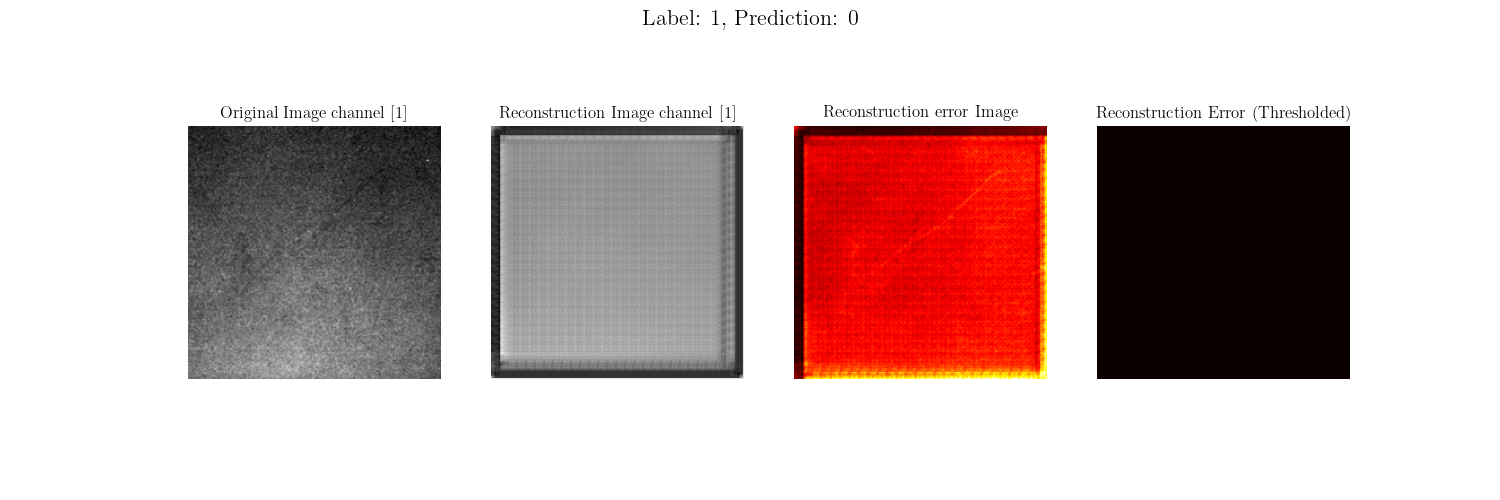 Label: 1, Prediction: 0
Original Image channel [1]
Reconstruction Image channel [1]
Reconstruction error Image
Reconstruction Error (Thresholded)